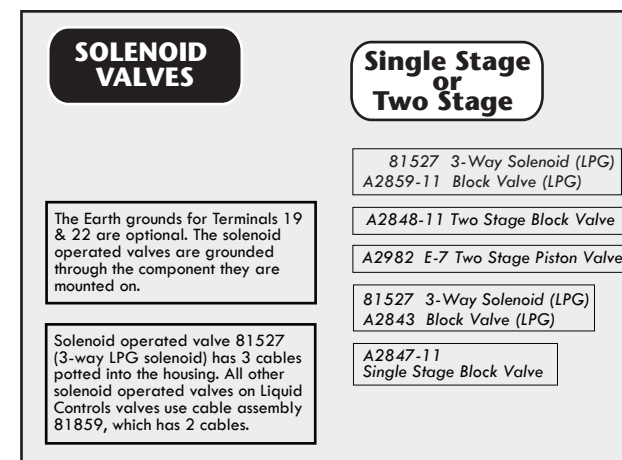 SOLENOID
VALVES
Single Stage
or
Two Stage
81527 3-Way Solenoid (LPG)
A2859-11 Block Valve (LPG)
The Earth grounds for Terminals 19
& 22 are optional. The solenoid
operated valves are grounded
through the component they are
mounted on.
A2848-11 Two Stage Block Valve
A2982 E-7 Two Stage Piston Valve
81527 3-Way Solenoid (LPG)
A2843 Block Valve (LPG)
Solenoid operated valve 81527
(3-way LPG solenoid) has 3 cables
potted into the housing. All other
solenoid operated valves on Liquid
Controls valves use cable assembly
81859, which has 2 cables.
A2847-11
Single Stage Block Valve